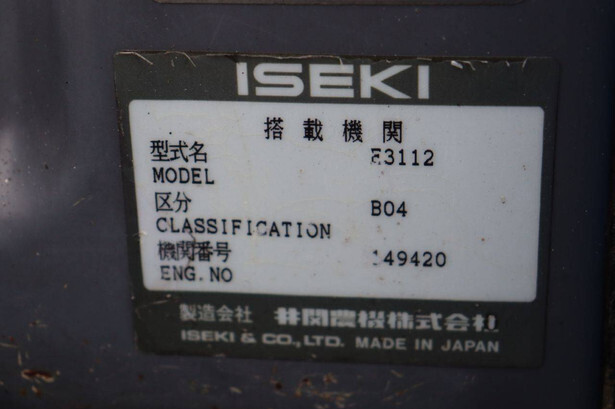 ISEKI
搭載機関
型式名 E3112
MODEL
区分 B04
CLASSIFICATION
機関番号
ENG.NO
製造会社 井関農機株式会社
ISEKI & CO., LTD. MADE IN JAPAN